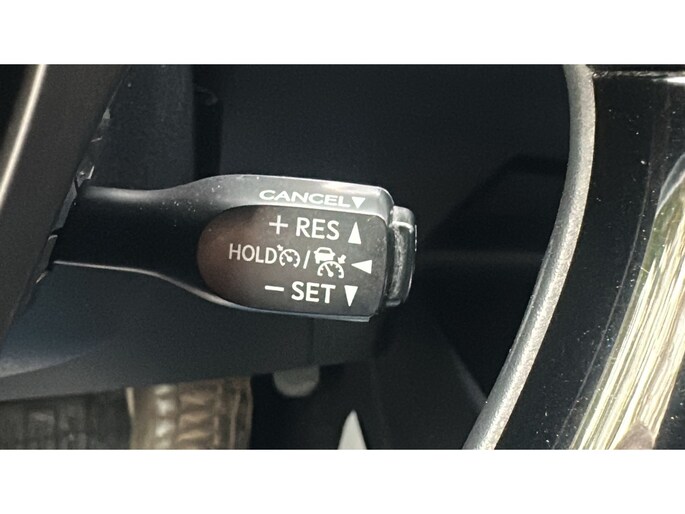 CANCEL▼
+ RES ▲
HOLD / ◄
− SET ▼